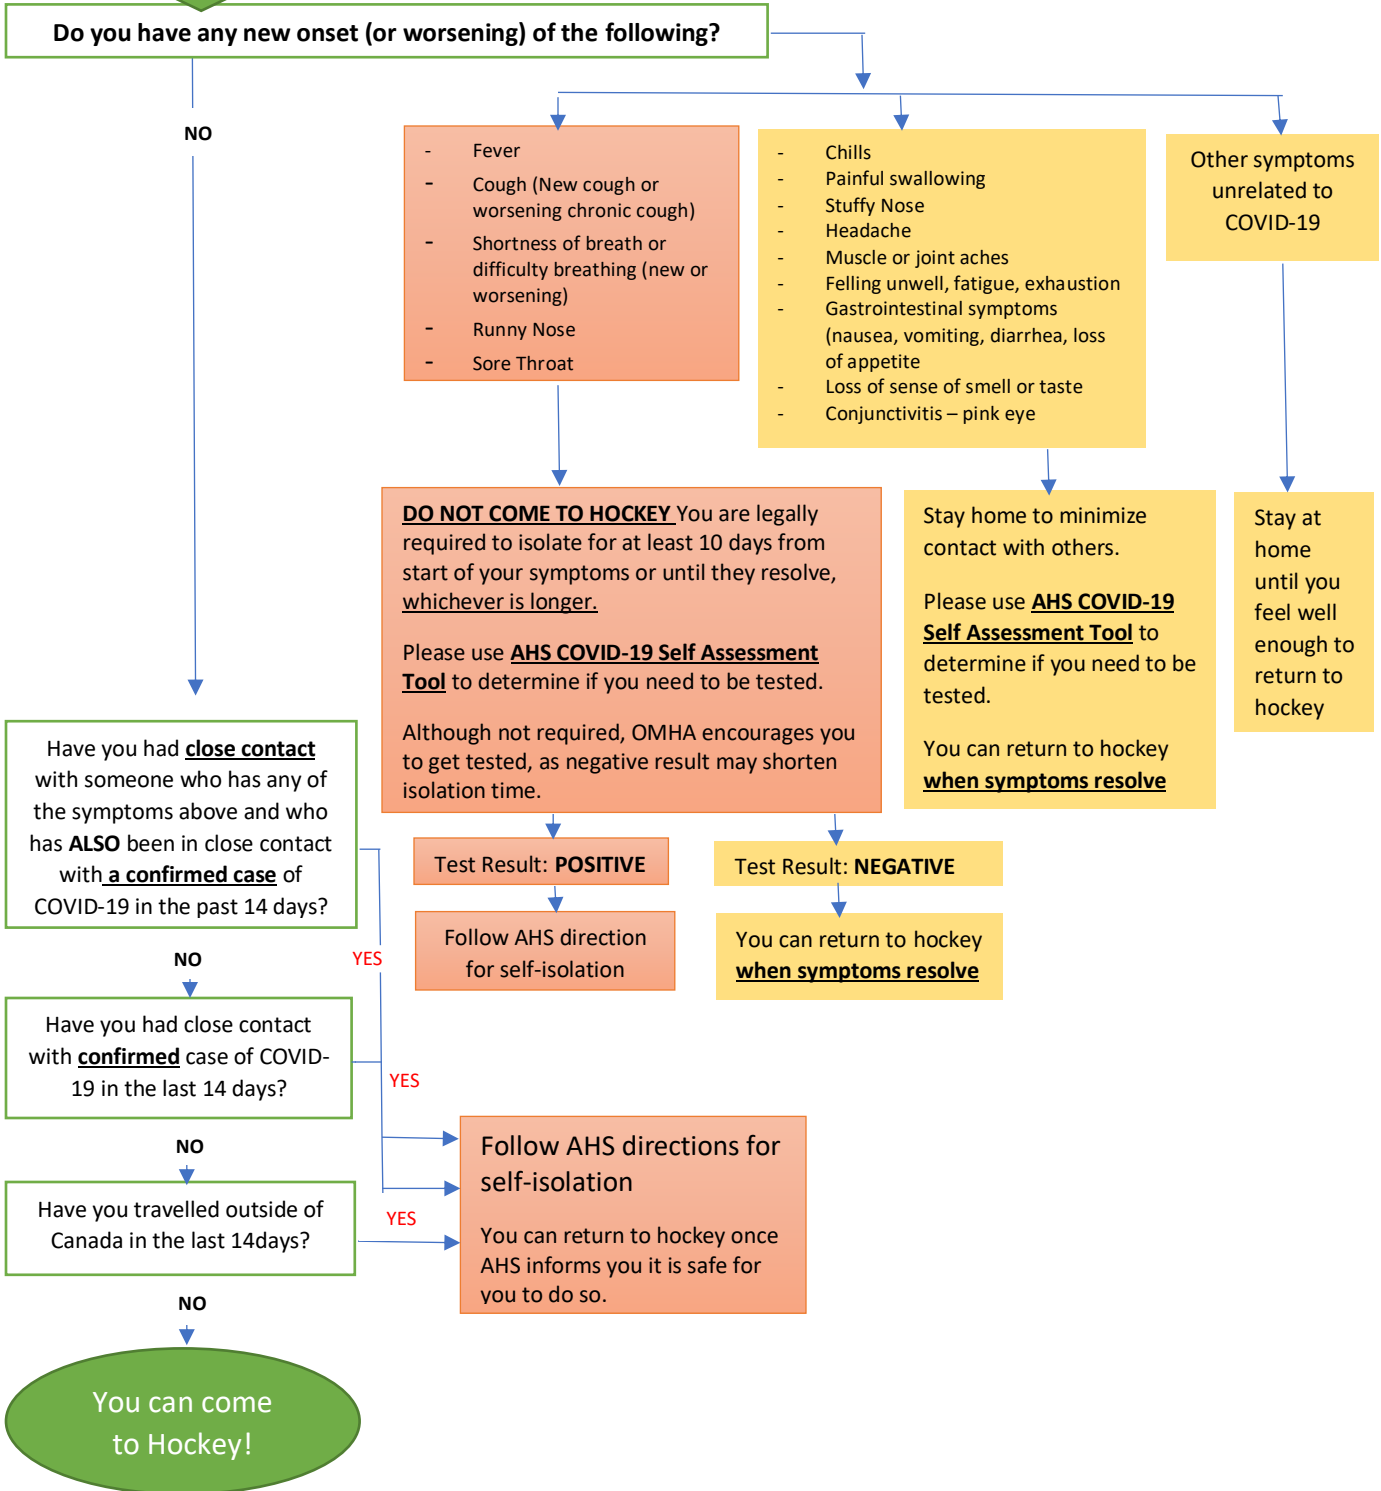 Do you have any new onset (or worsening) of the following?
NO
- Fever
- Cough (New cough or
worsening chronic cough)
- Shortness of breath or
difficulty breathing (new or
worsening)
- Runny Nose
- Sore Throat
- Chills
- Painful swallowing
- Stuffy Nose
- Headache
- Muscle or joint aches
- Felling unwell, fatigue, exhaustion
- Gastrointestinal symptoms
(nausea, vomiting, diarrhea, loss
of appetite
- Loss of sense of smell or taste
- Conjunctivitis – pink eye
Other symptoms
unrelated to
COVID-19
DO NOT COME TO HOCKEY You are legally
required to isolate for at least 10 days from
start of your symptoms or until they resolve,
whichever is longer.
Please use AHS COVID-19 Self Assessment
Tool to determine if you need to be tested.
Although not required, OMHA encourages you
to get tested, as negative result may shorten
isolation time.
Stay home to minimize
contact with others.
Please use AHS COVID-19
Self Assessment Tool to
determine if you need to be
tested.
You can return to hockey
when symptoms resolve
Stay at
home
until you
feel well
enough to
return to
hockey
Test Result: POSITIVE
Follow AHS direction
for self-isolation
Test Result: NEGATIVE
You can return to hockey
when symptoms resolve
Have you had close contact
with someone who has any of
the symptoms above and who
has ALSO been in close contact
with a confirmed case of
COVID-19 in the past 14 days?
NO
YES
Have you had close contact
with confirmed case of COVID-
19 in the last 14 days?
YES
NO
Have you travelled outside of
Canada in the last 14days?
YES
Follow AHS directions for
self-isolation
You can return to hockey once
AHS informs you it is safe for
you to do so.
NO
You can come
to Hockey!